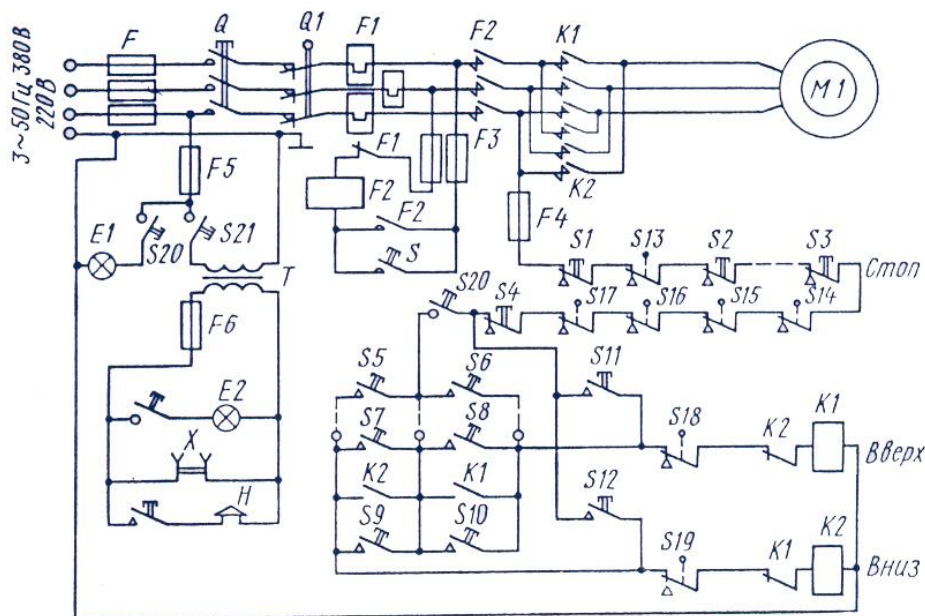 3~50Гц 380В
220В
F Q Q1 F1 F2 K1
M1
F1 F3
F5 F2 F2 F4 K2
E1 S20 S21 S S1 S13 S2 S3
T Стоп
S20 S4 S17 S16 S15 S14
F6
S5 S6 S11
E2 S7 S8 S18 K2 K1
X Вверх
K2 K1 S12
H S9 S10
S19 K1 K2
Вниз